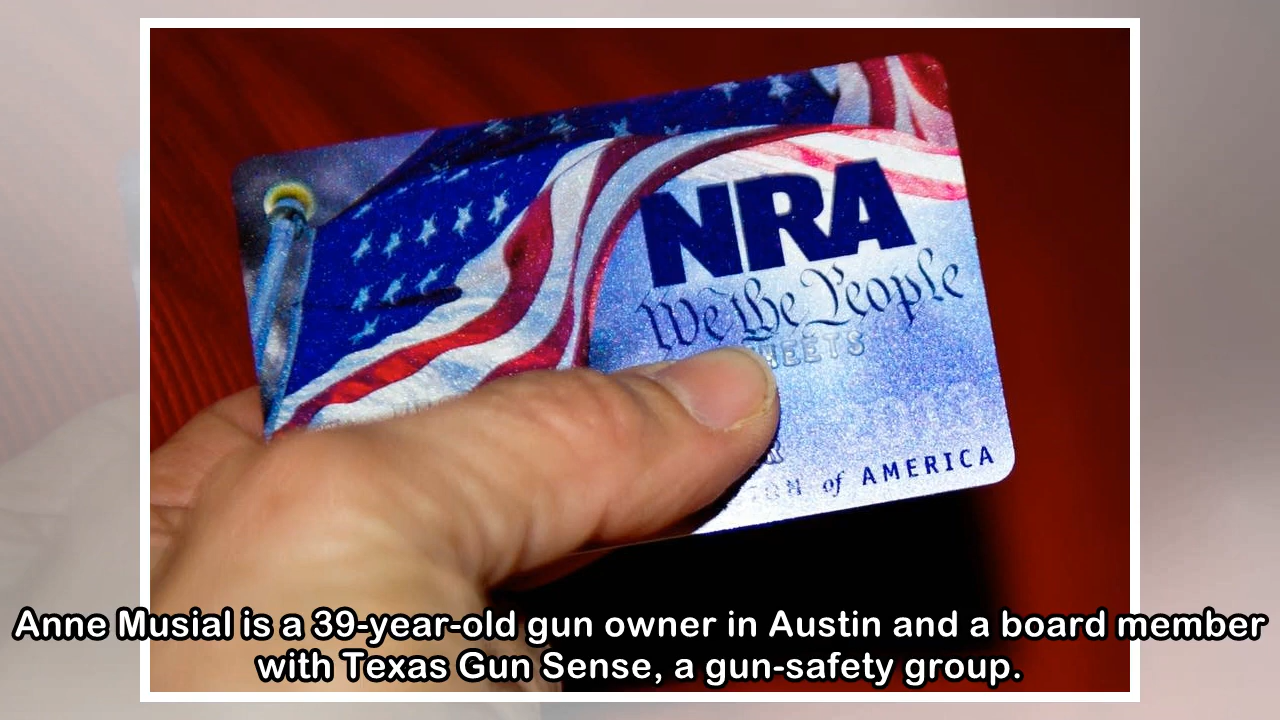 NRA
We the People
of AMERICA
Anne Musial is a 39-year-old gun owner in Austin and a board member
with Texas Gun Sense, a gun-safety group.